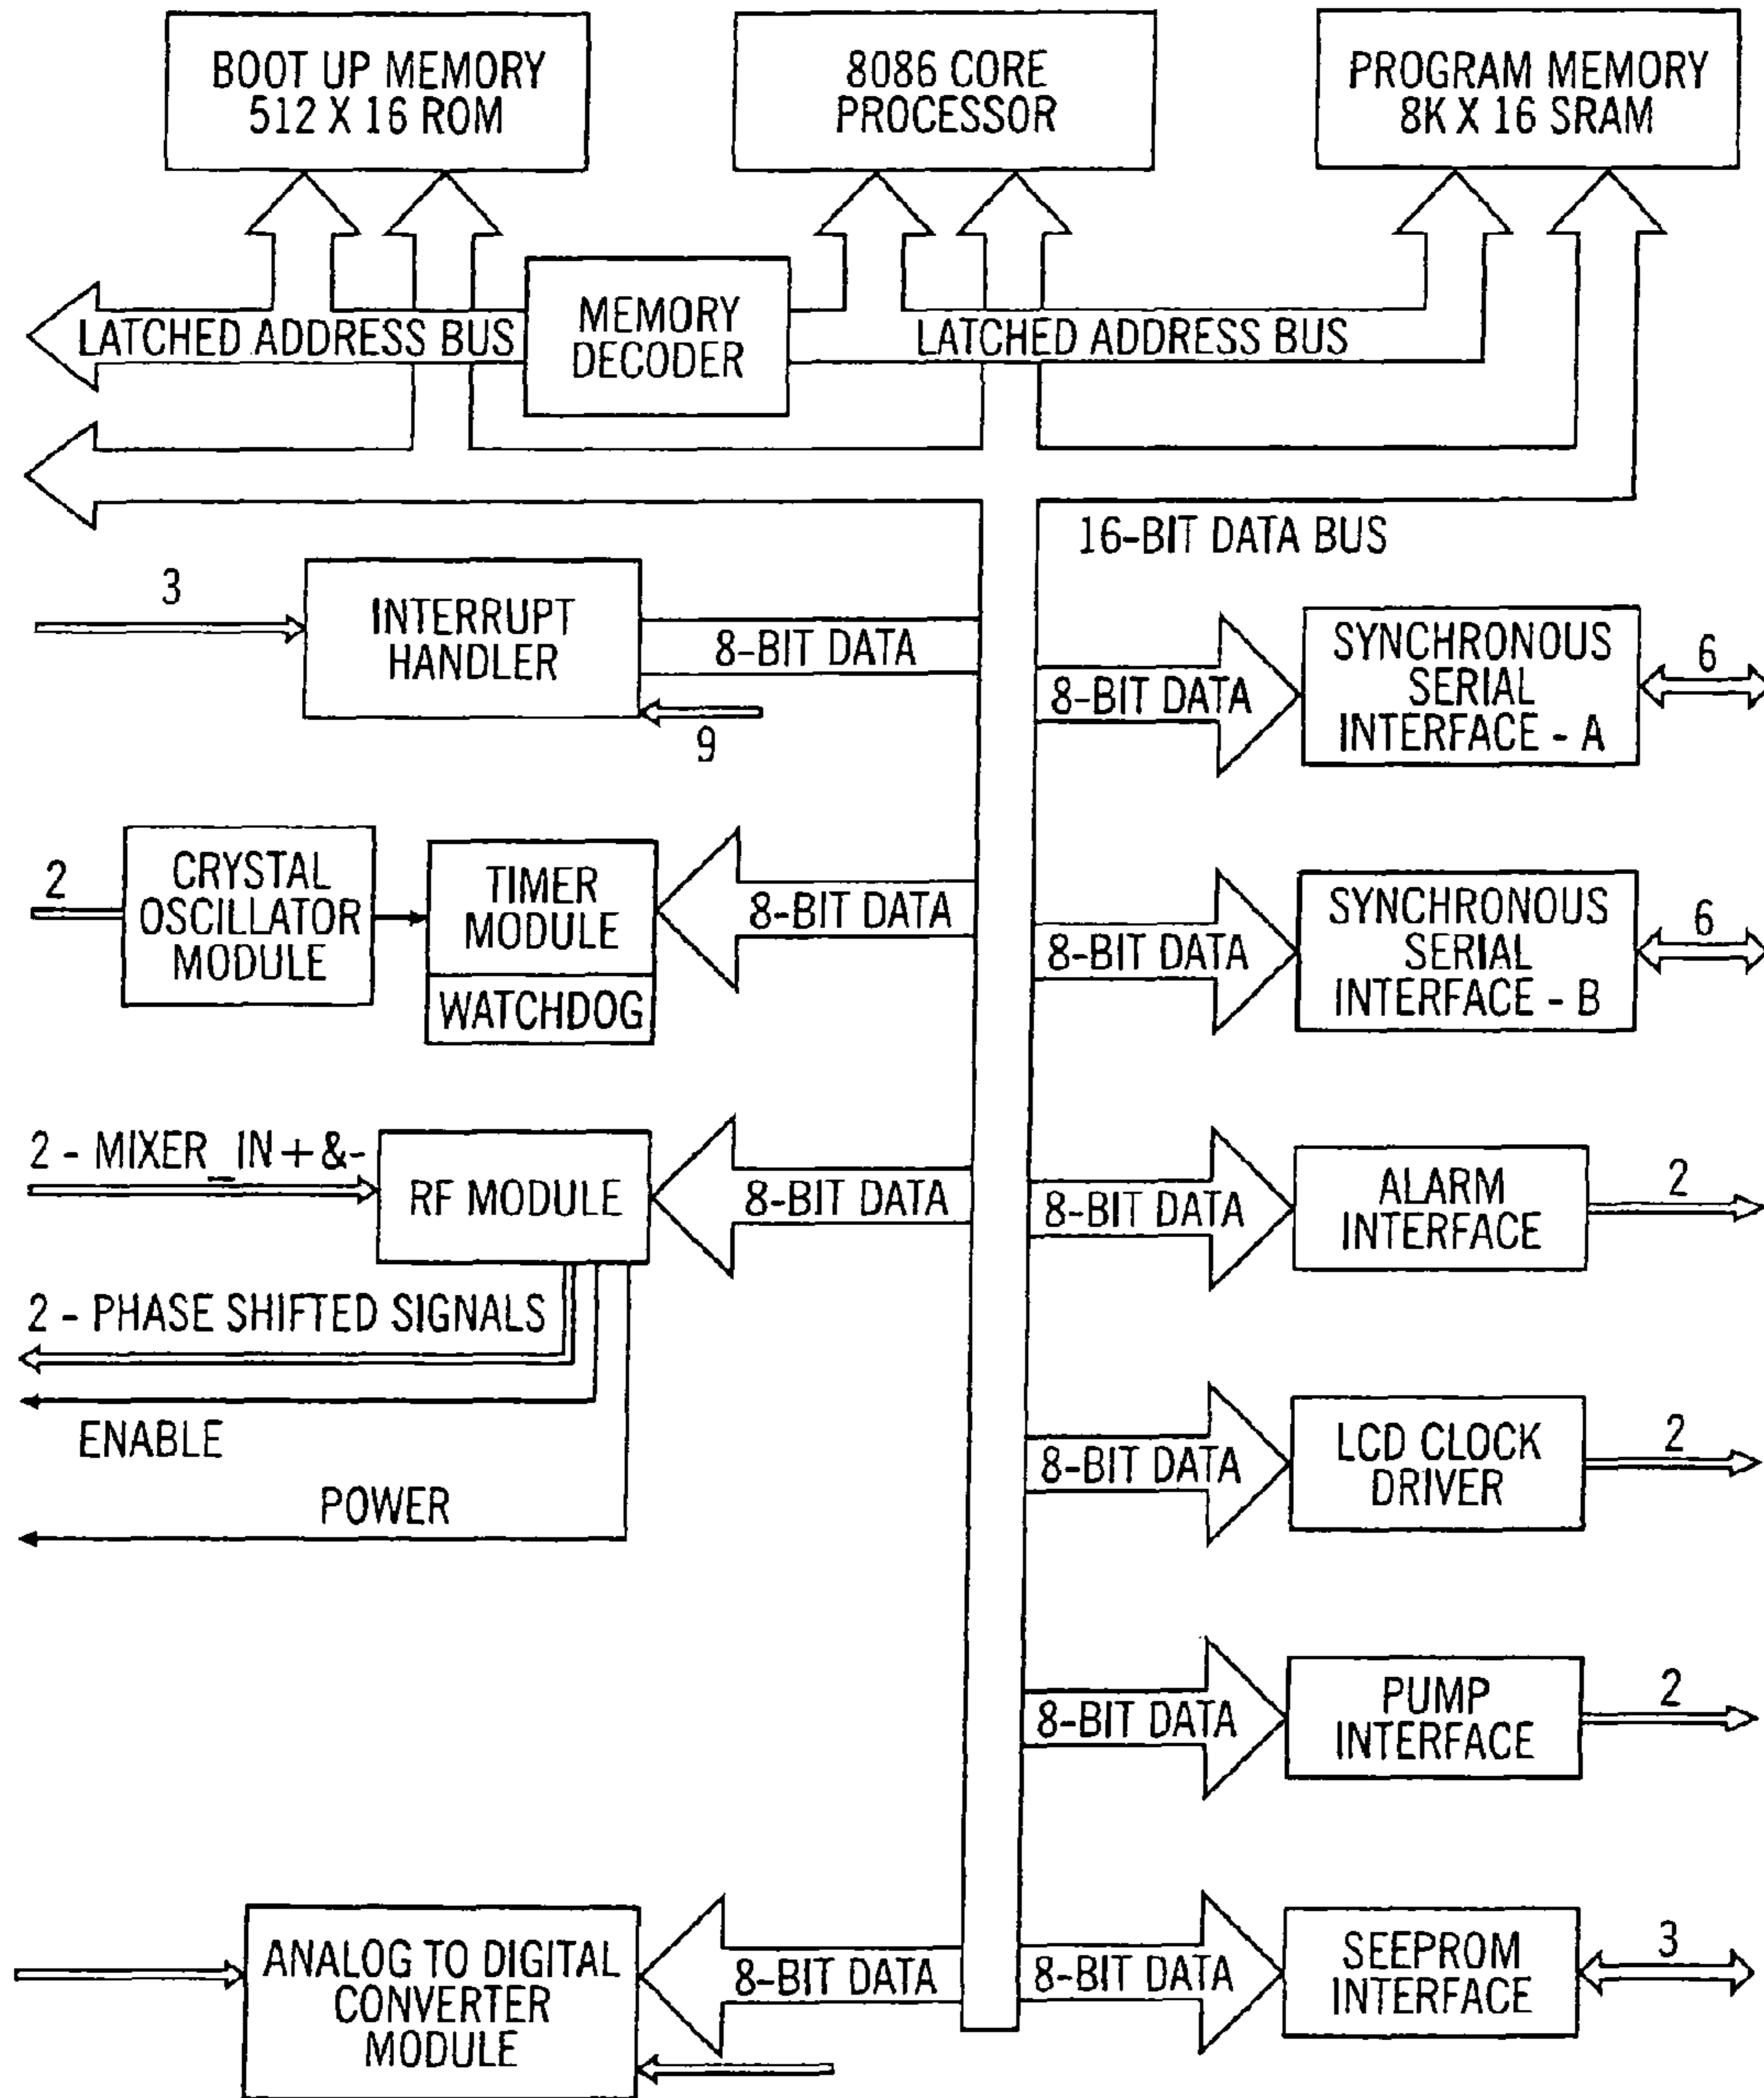 BOOT UP MEMORY
512 X 16 ROM
8086 CORE
PROCESSOR
PROGRAM MEMORY
8K X 16 SRAM
LATCHED ADDRESS BUS
MEMORY
DECODER
LATCHED ADDRESS BUS
16-BIT DATA BUS
3
INTERRUPT
HANDLER
8-BIT DATA
9
8-BIT DATA
SYNCHRONOUS
SERIAL
INTERFACE - A
6
2
CRYSTAL
OSCILLATOR
MODULE
TIMER
MODULE
WATCHDOG
8-BIT DATA
8-BIT DATA
SYNCHRONOUS
SERIAL
INTERFACE - B
6
2 - MIXER_IN +&-
RF MODULE
8-BIT DATA
8-BIT DATA
ALARM
INTERFACE
2
2 - PHASE SHIFTED SIGNALS
ENABLE
POWER
8-BIT DATA
LCD CLOCK
DRIVER
2
8-BIT DATA
PUMP
INTERFACE
2
ANALOG TO DIGITAL
CONVERTER
MODULE
8-BIT DATA
8-BIT DATA
SEEPROM
INTERFACE
3